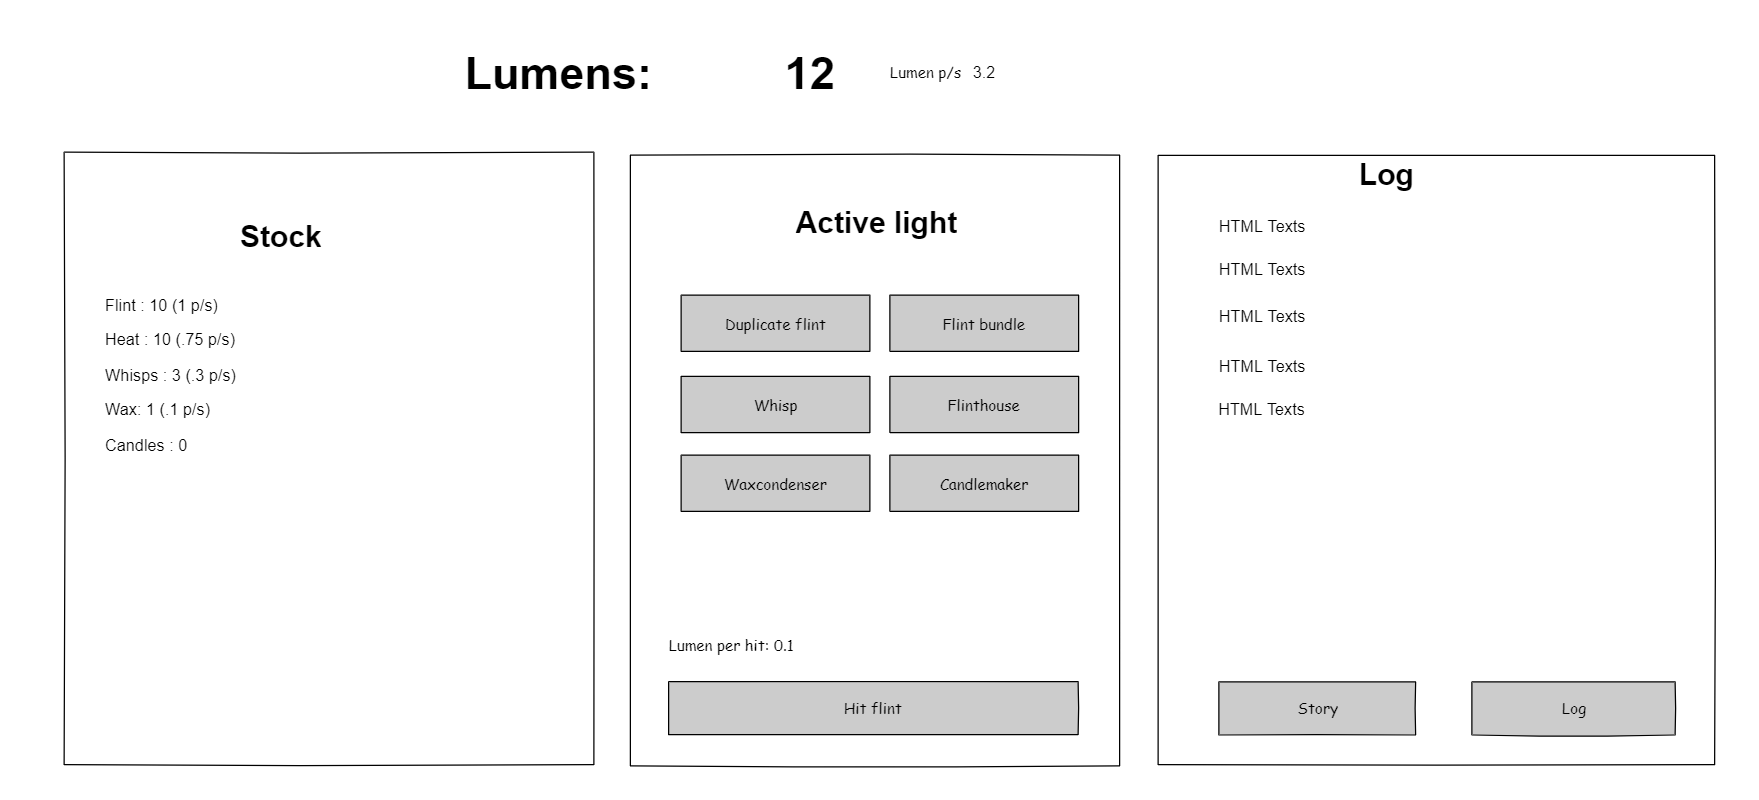 Lumens: 12 Lumen p/s 3.2
Stock
Flint : 10 (1 p/s)
Heat : 10 (.75 p/s)
Whisps : 3 (.3 p/s)
Wax: 1 (.1 p/s)
Candles : 0
Active light
Duplicate flint Flint bundle
Whisp Flinthouse
Waxcondenser Candlemaker
Lumen per hit: 0.1
Hit flint
Log
HTML Texts
HTML Texts
HTML Texts
HTML Texts
HTML Texts
Story Log